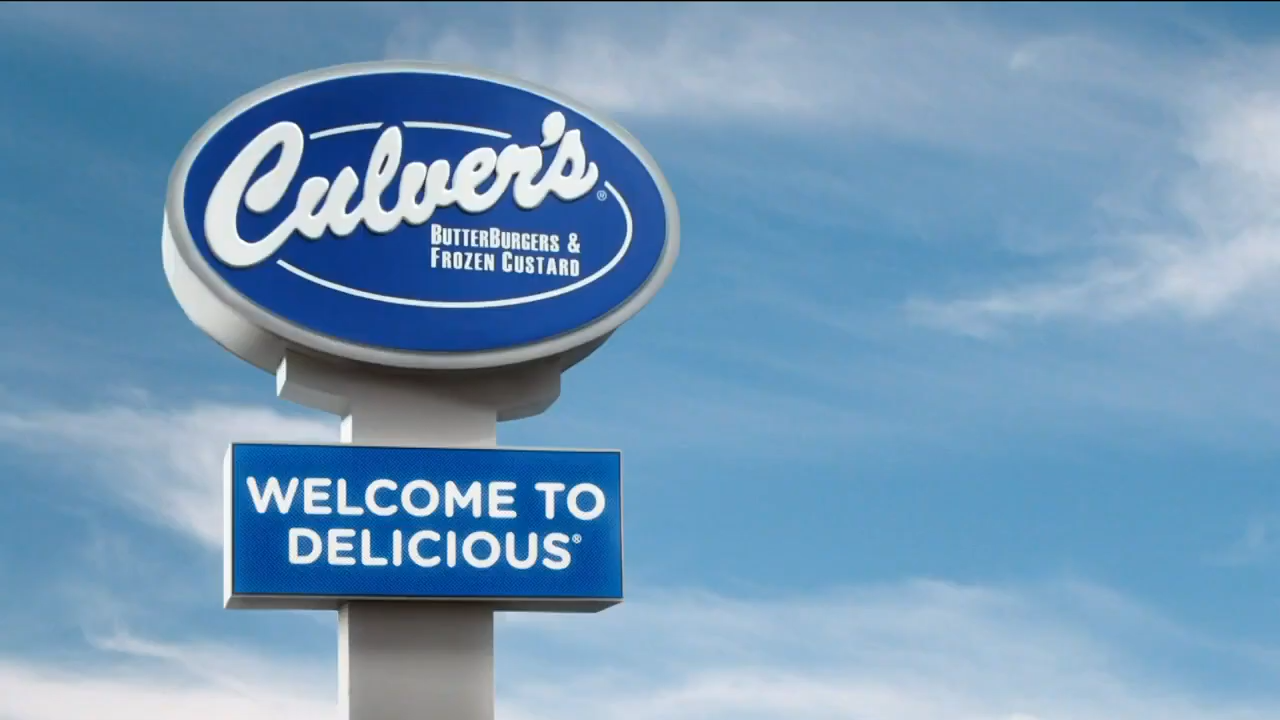 Culver's®
ButterBurgers &
Frozen Custard
WELCOME TO
DELICIOUS®